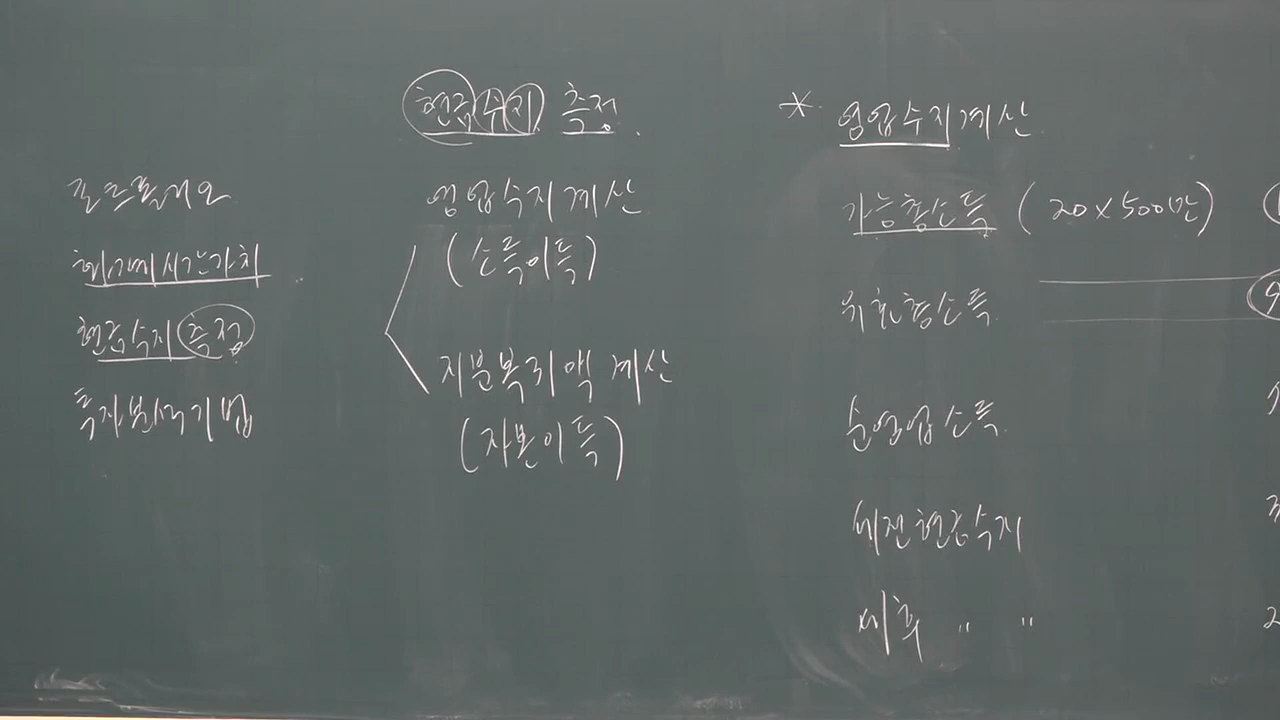 포트폴리오
화폐시간가치
현금수지측정
투자분석기법
현금수지 측정
영업수지계산
(소득이득)
지분복귀액 계산
(자본이득)
* 영업수지계산
가능총소득 (20×500만)
유효총소득
순영업소득
세전현금수지
세후 〃 〃